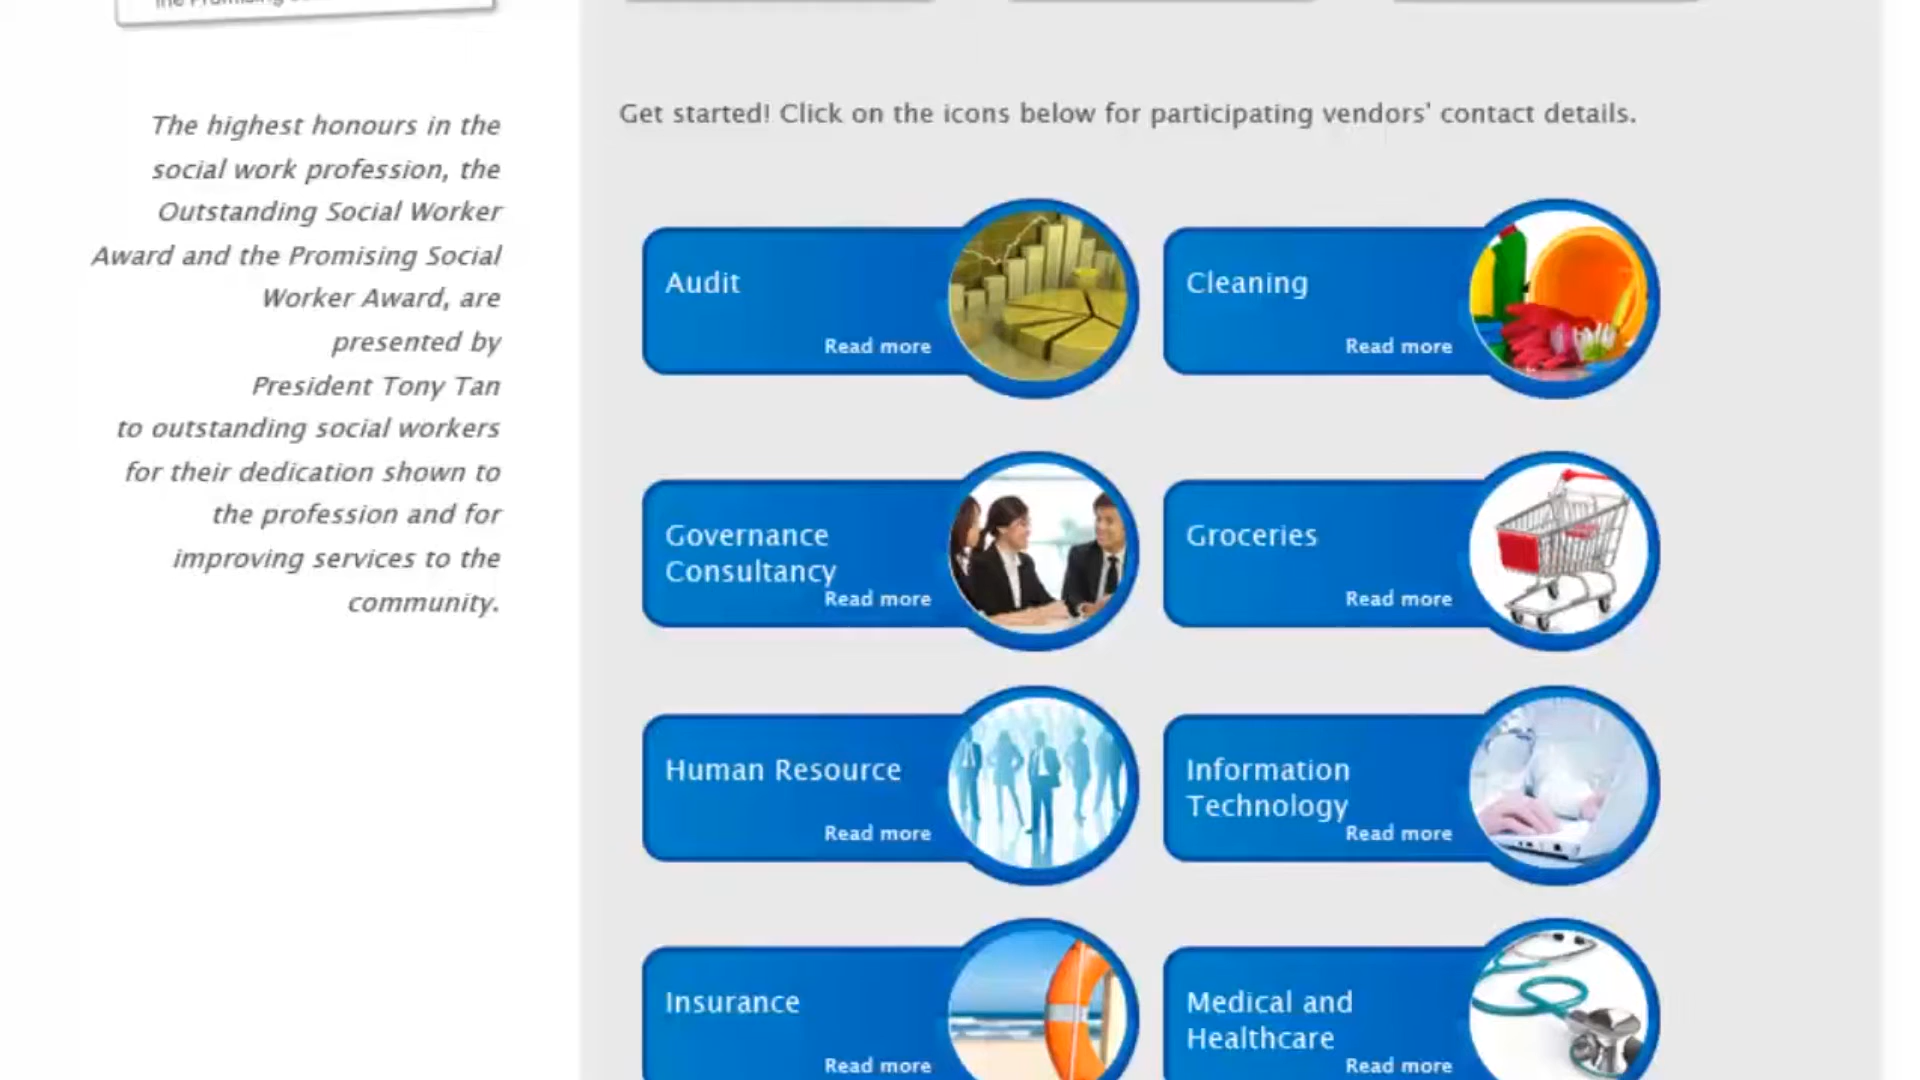 The highest honours in the
social work profession, the
Outstanding Social Worker
Award and the Promising Social
Worker Award, are
presented by
President Tony Tan
to outstanding social workers
for their dedication shown to
the profession and for
improving services to the
community.
Get started! Click on the icons below for participating vendors' contact details.
Audit
Read more
Cleaning
Read more
Governance
Consultancy
Read more
Groceries
Read more
Human Resource
Read more
Information
Technology
Read more
Insurance
Read more
Medical and
Healthcare
Read more